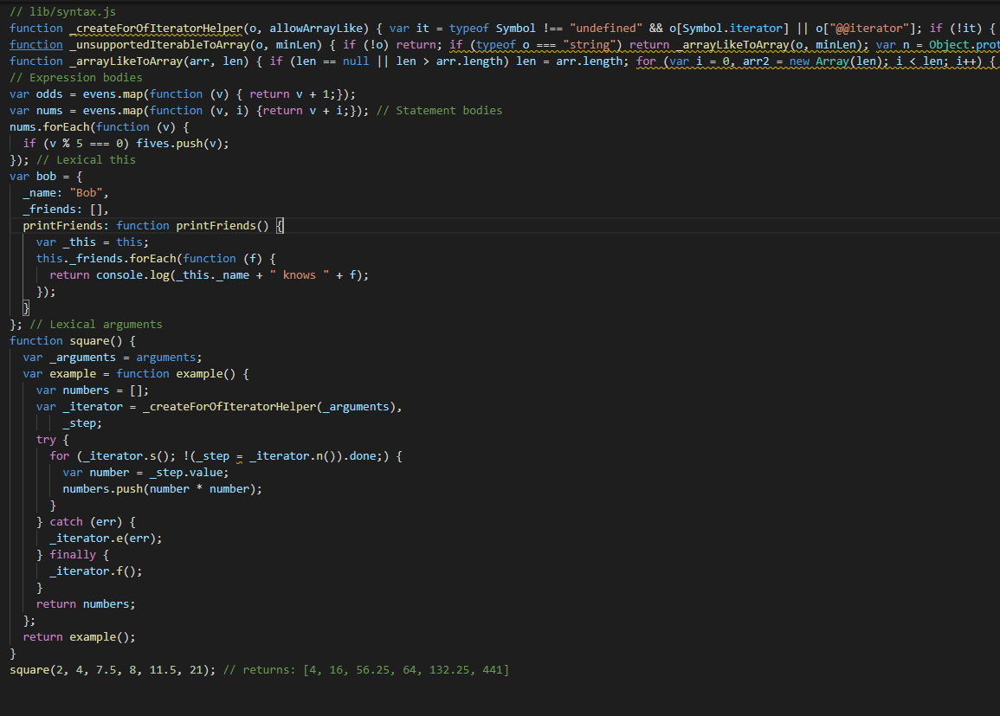 // lib/syntax.js
function _createForOfIteratorHelper(o, allowArrayLike) { var it = typeof Symbol !== "undefined" && o[Symbol.iterator] || o["@@iterator"]; if (!it) {
function _unsupportedIterableToArray(o, minLen) { if (!o) return; if (typeof o === "string") return _arrayLikeToArray(o, minLen); var n = Object.prot
function _arrayLikeToArray(arr, len) { if (len == null || len > arr.length) len = arr.length; for (var i = 0, arr2 = new Array(len); i < len; i++) {
// Expression bodies
var odds = evens.map(function (v) { return v + 1;});
var nums = evens.map(function (v, i) {return v + i;}); // Statement bodies
nums.forEach(function (v) {
  if (v % 5 === 0) fives.push(v);
}); // Lexical this
var bob = {
  _name: "Bob",
  _friends: [],
  printFriends: function printFriends() {
    var _this = this;
    this._friends.forEach(function (f) {
      return console.log(_this._name + " knows " + f);
    });
  }
}; // Lexical arguments
function square() {
  var _arguments = arguments;
  var example = function example() {
    var numbers = [];
    var _iterator = _createForOfIteratorHelper(_arguments),
        _step;
    try {
      for (_iterator.s(); !(_step = _iterator.n()).done;) {
        var number = _step.value;
        numbers.push(number * number);
      }
    } catch (err) {
      _iterator.e(err);
    } finally {
      _iterator.f();
    }
    return numbers;
  };
  return example();
}
square(2, 4, 7.5, 8, 11.5, 21); // returns: [4, 16, 56.25, 64, 132.25, 441]